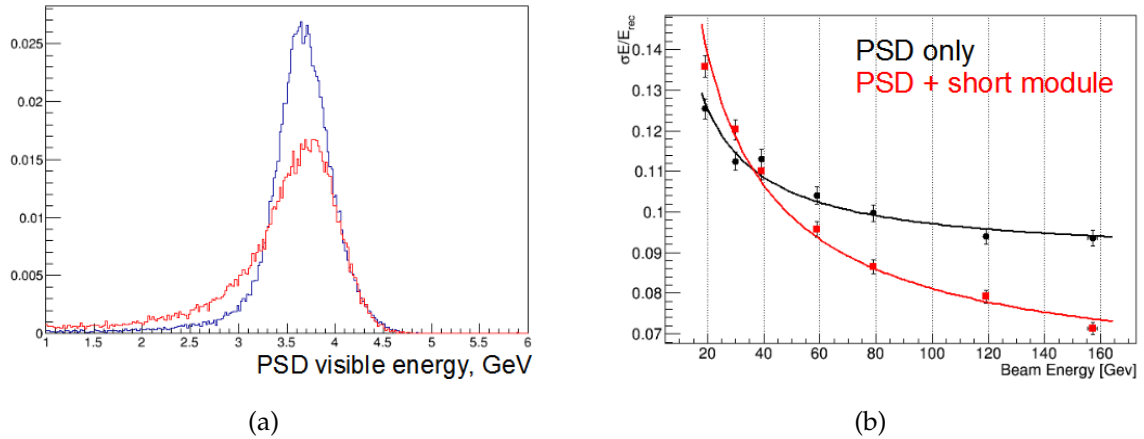 0.025
0.02
0.015
0.01
0.005
0
1 1.5 2 2.5 3 3.5 4 4.5 5 5.5 6
PSD visible energy, GeV
(a)
σE/E_rec
PSD only
PSD + short module
0.14
0.13
0.12
0.11
0.1
0.09
0.08
0.07
20 40 60 80 100 120 140 160
Beam Energy [Gev]
(b)